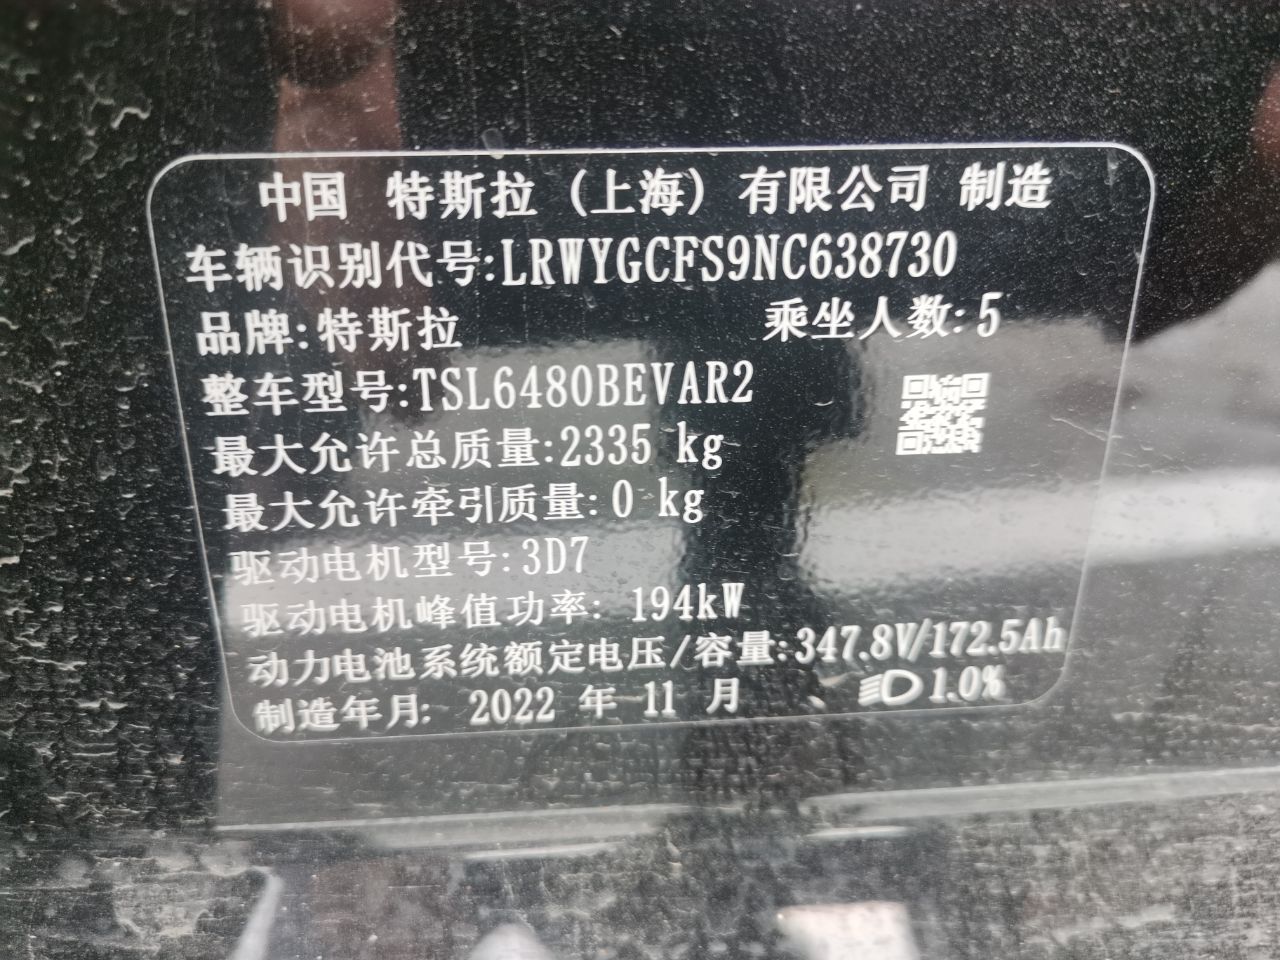 中国 特斯拉(上海)有限公司 制造
车辆识别代号:LRWYGCFS9NC638730
品牌:特斯拉 乘坐人数:5
整车型号:TSL6480BEVAR2
最大允许总质量:2335 kg
最大允许牵引质量:0 kg
驱动电机型号:3D7
驱动电机峰值功率: 194kW
动力电池系统额定电压/容量:347.8V/172.5Ah
制造年月: 2022 年 11 月 1.0%